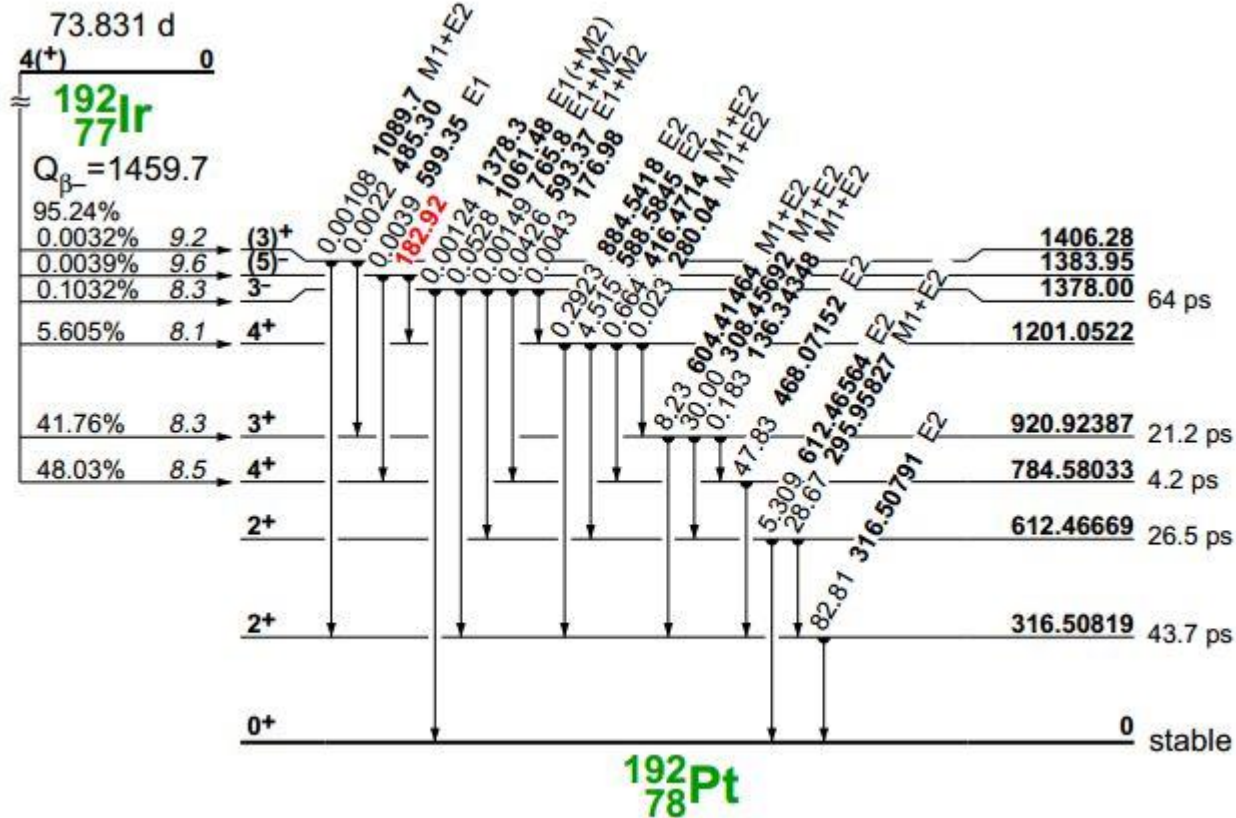 73.831 d
4(+) 0
192
77Ir
Qβ−=1459.7
95.24%
0.0032% 9.2
0.0039% 9.6
0.1032% 8.3
5.605% 8.1
41.76% 8.3
48.03% 8.5
0.00108 1089.7 M1+E2
0.0022 485.30
0.0039 599.35 E1
182.92
0.00124 1378.3
0.0528 1061.48 E1(+M2)
0.00149 765.8 E1+M2
0.0426 593.37 E1+M2
0.0043 176.98
0.2923 884.5418 E2
4.515 588.5845 E2
0.664 416.4714 M1+E2
0.023 280.04 M1+E2
8.23 604.41464 M1+E2
30.00 308.45692 M1+E2
0.183 136.34348 M1+E2
47.83 468.07152 E2
5.309 612.46564 E2
28.67 295.95827 M1+E2
82.81 316.50791 E2
(3)+ 1406.28
(5)- 1383.95
3- 1378.00 64 ps
4+ 1201.0522
3+ 920.92387 21.2 ps
4+ 784.58033 4.2 ps
2+ 612.46669 26.5 ps
2+ 316.50819 43.7 ps
0+ 0 stable
192
78Pt